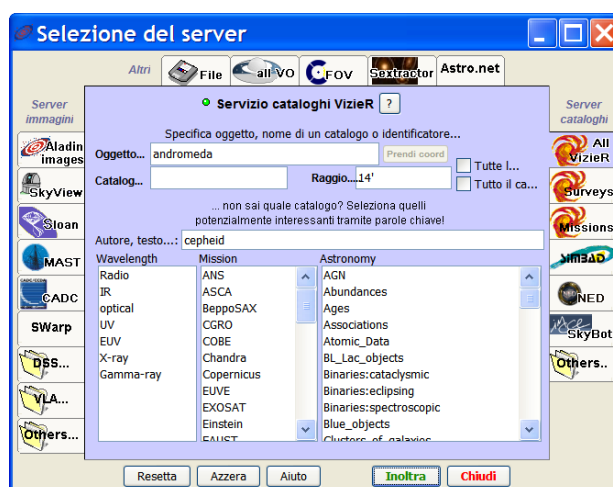 Selezione del server
Altri File all VO FOV Sextractor Astro.net
Server immagini
Aladin images
SkyView
Sloan
MAST
CADC
SWarp
DSS...
VLA...
Others...
Servizio cataloghi VizieR ?
Specifica oggetto, nome di un catalogo o identificatore...
Oggetto... andromeda Prendi coord
Tutte l...
Catalog... Raggio....14'
Tutto il ca...
... non sai quale catalogo? Seleziona quelli
potenzialmente interessanti tramite parole chiave!
Autore, testo...: cepheid
Wavelength
Radio
IR
optical
UV
EUV
X-ray
Gamma-ray
Mission
ANS
ASCA
BeppoSAX
CGRO
COBE
Chandra
Copernicus
EUVE
EXOSAT
Einstein
FAUST
Astronomy
AGN
Abundances
Ages
Associations
Atomic_Data
BL_Lac_objects
Binaries:cataclysmic
Binaries:eclipsing
Binaries:spectroscopic
Blue_objects
Clusters_of_galaxies
Server cataloghi
All VizieR
Surveys
Missions
SIMBAD
NED
SkyBot
Others..
Resetta Azzera Aiuto Inoltra Chiudi